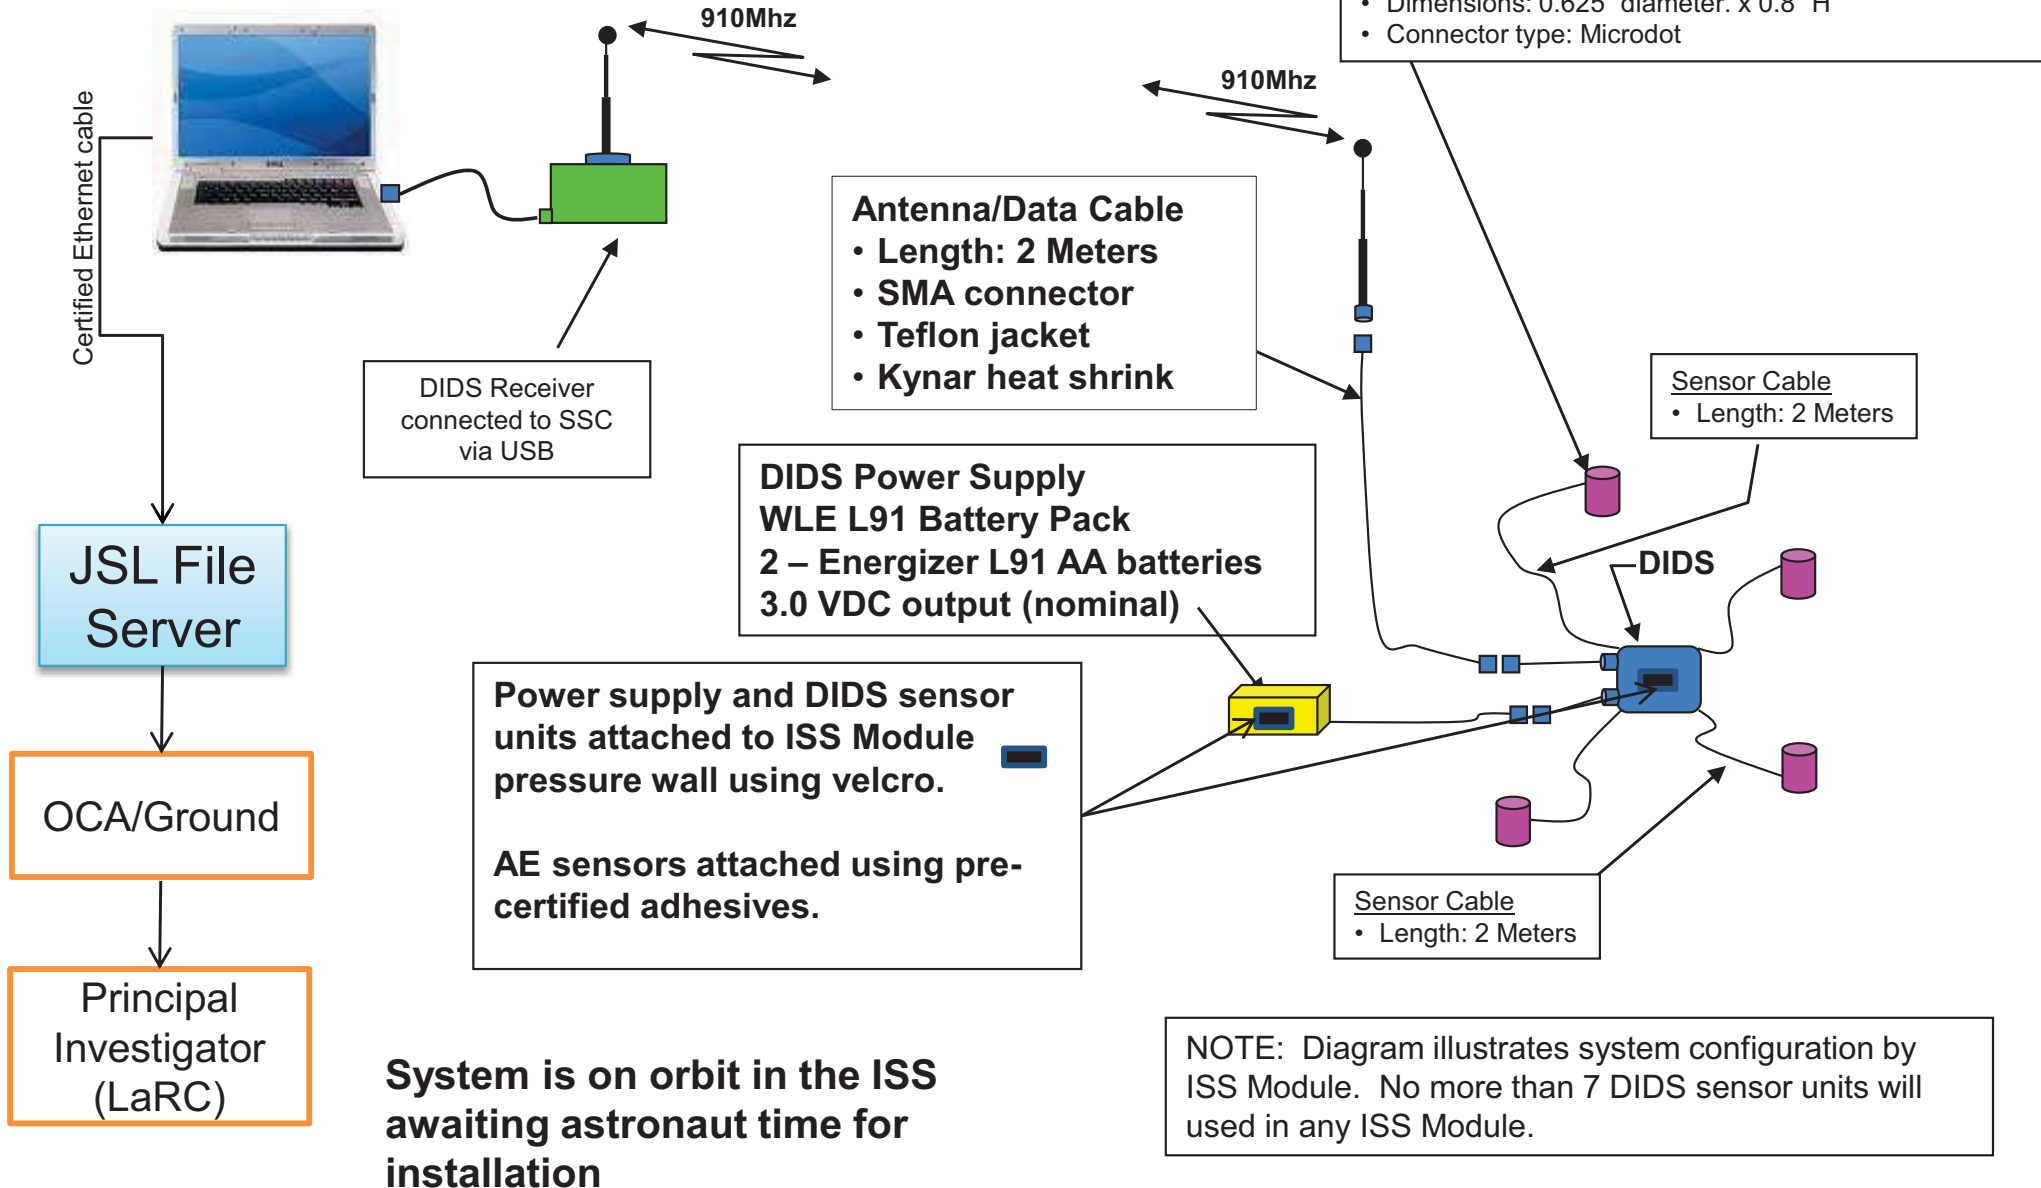 910Mhz
• Dimensions: 0.625" diameter. x 0.8" H
• Connector type: Microdot
910Mhz
Certified Ethernet cable
Antenna/Data Cable
• Length: 2 Meters
• SMA connector
• Teflon jacket
• Kynar heat shrink
DIDS Receiver
connected to SSC
via USB
Sensor Cable
• Length: 2 Meters
DIDS Power Supply
WLE L91 Battery Pack
2 – Energizer L91 AA batteries
3.0 VDC output (nominal)
DIDS
JSL File
Server
Power supply and DIDS sensor
units attached to ISS Module
pressure wall using velcro.
AE sensors attached using pre-
certified adhesives.
OCA/Ground
Sensor Cable
• Length: 2 Meters
Principal
Investigator
(LaRC)
System is on orbit in the ISS
awaiting astronaut time for
installation
NOTE:  Diagram illustrates system configuration by
ISS Module.  No more than 7 DIDS sensor units will
used in any ISS Module.